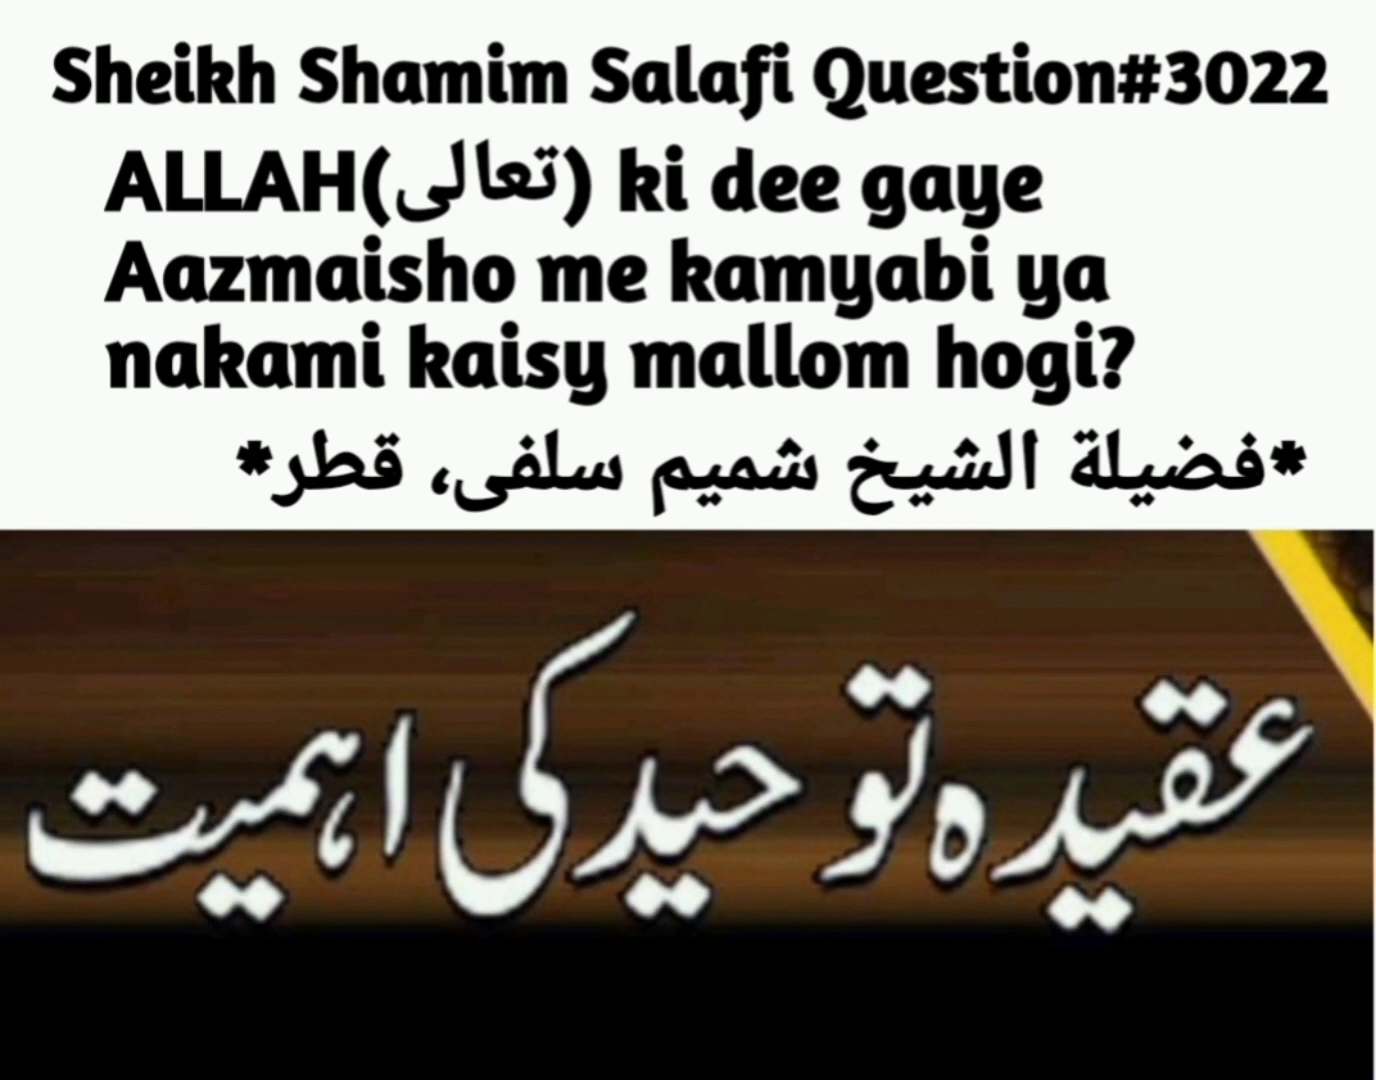 Sheikh Shamim Salafi Question#3022
ALLAH(تعالی) ki dee gaye
Aazmaisho me kamyabi ya
nakami kaisy mallom hogi?
*فضیلة الشیخ شمیم سلفی، قطر*
عقیدہ توحید کی اہمیت